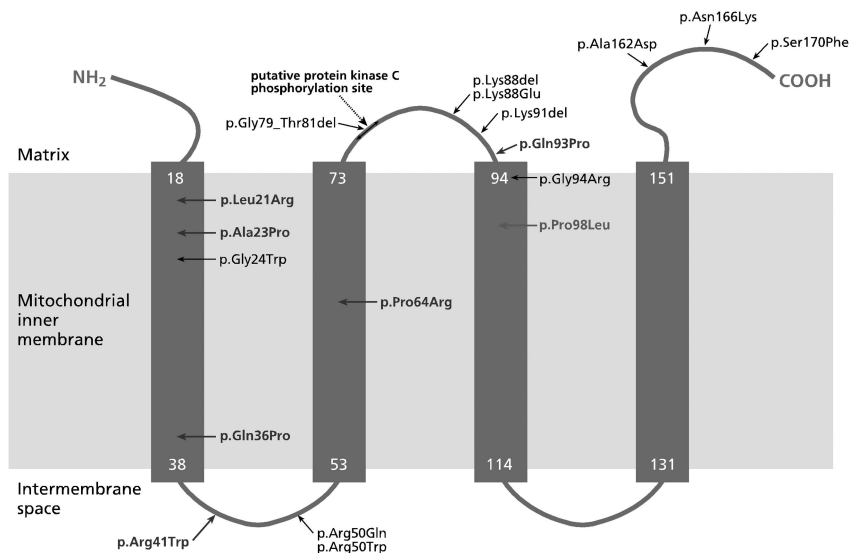 p.Asn166Lys
p.Ala162Asp
p.Ser170Phe
NH2
COOH
putative protein kinase C
phosphorylation site
p.Lys88del
p.Lys88Glu
p.Gly79_Thr81del
p.Lys91del
p.Gln93Pro
Matrix
18
73
94
p.Gly94Arg
151
p.Leu21Arg
p.Ala23Pro
p.Pro98Leu
p.Gly24Trp
Mitochondrial
inner
membrane
p.Pro64Arg
p.Gln36Pro
38
53
114
131
Intermembrane
space
p.Arg41Trp
p.Arg50Gln
p.Arg50Trp